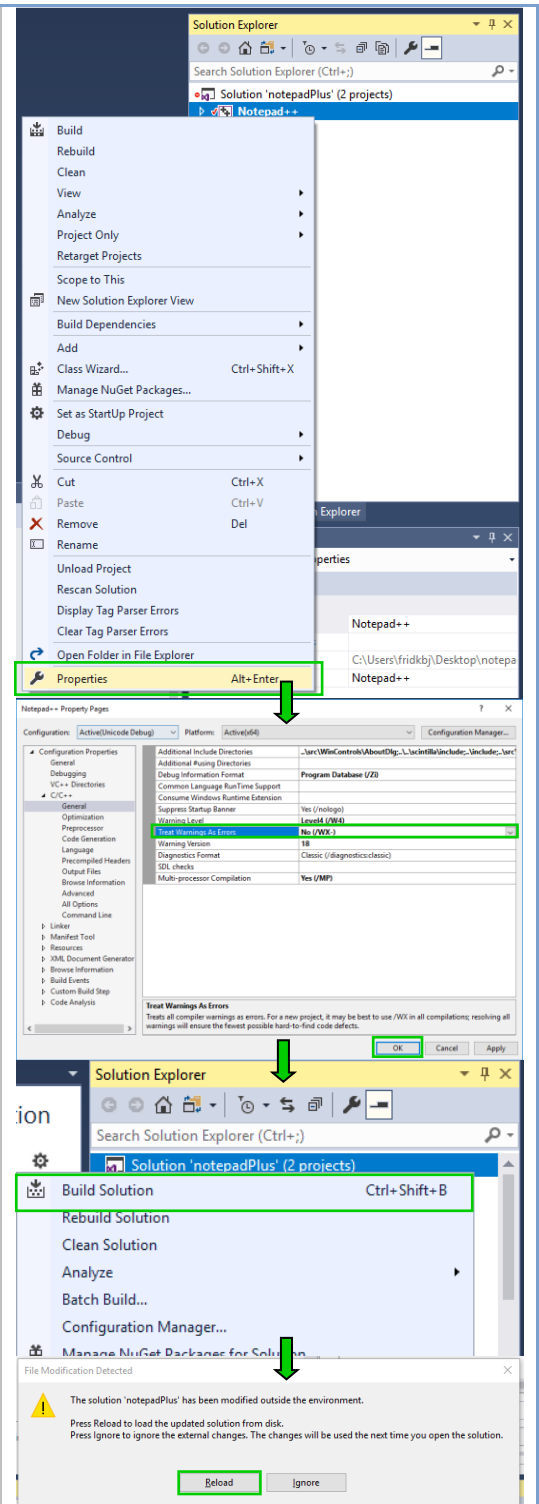 Solution Explorer
Search Solution Explorer (Ctrl+;)
Solution 'notepadPlus' (2 projects)
Notepad++
Build
Rebuild
Clean
View
Analyze
Project Only
Retarget Projects
Scope to This
New Solution Explorer View
Build Dependencies
Add
Class Wizard... Ctrl+Shift+X
Manage NuGet Packages...
Set as StartUp Project
Debug
Source Control
Cut Ctrl+X
Paste Ctrl+V
Explorer
Remove Del
Rename
Unload Project
Rescan Solution
Display Tag Parser Errors
Clear Tag Parser Errors
Notepad++
Open Folder in File Explorer
C:\Users\fridkbj\Desktop\notepa
Properties Alt+Enter
Notepad++
Notepad++ Property Pages ? ×
Configuration: Active(Unicode Debug) Platform: Active(x64) Configuration Manager...
Configuration Properties
General
Debugging
VC++ Directories
C/C++
General
Optimization
Preprocessor
Code Generation
Language
Precompiled Headers
Output Files
Browse Information
Advanced
All Options
Command Line
Linker
Manifest Tool
Resources
XML Document Generator
Browse Information
Build Events
Custom Build Step
Code Analysis
Additional Include Directories ..\src\WinControls\AboutDlg;..\..\scintilla\include;..\include;..\src\
Additional #using Directories
Debug Information Format Program Database (/Zi)
Common Language RunTime Support
Consume Windows Runtime Extension
Suppress Startup Banner Yes (/nologo)
Warning Level Level4 (/W4)
Treat Warnings As Errors No (/WX-)
Warning Version 18
Diagnostics Format Classic (/diagnostics:classic)
SDL checks
Multi-processor Compilation Yes (/MP)
Treat Warnings As Errors
Treats all compiler warnings as errors. For a new project, it may be best to use /WX in all compilations; resolving all
warnings will ensure the fewest possible hard-to-find code defects.
OK Cancel Apply
Solution Explorer
tion
Search Solution Explorer (Ctrl+;)
Solution 'notepadPlus' (2 projects)
Build Solution Ctrl+Shift+B
Rebuild Solution
Clean Solution
Analyze
Batch Build...
Configuration Manager...
Manage NuGet Packages for Solution
File Modification Detected
The solution 'notepadPlus' has been modified outside the environment.
Press Reload to load the updated solution from disk.
Press Ignore to ignore the external changes. The changes will be used the next time you open the solution.
Reload Ignore